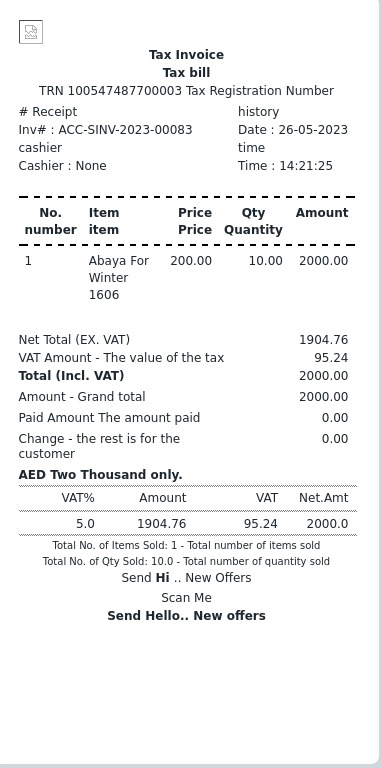 Tax Invoice
Tax bill
TRN 100547487700003 Tax Registration Number
# Receipt history
Inv# : ACC-SINV-2023-00083 Date : 26-05-2023
cashier time
Cashier : None Time : 14:21:25
No. Item Price Qty Amount
number item Price Quantity
1 Abaya For 200.00 10.00 2000.00
Winter
1606
Net Total (EX. VAT) 1904.76
VAT Amount - The value of the tax 95.24
Total (Incl. VAT) 2000.00
Amount - Grand total 2000.00
Paid Amount The amount paid 0.00
Change - the rest is for the 0.00
customer
AED Two Thousand only.
VAT% Amount VAT Net.Amt
5.0 1904.76 95.24 2000.0
Total No. of Items Sold: 1 - Total number of items sold
Total No. of Qty Sold: 10.0 - Total number of quantity sold
Send Hi .. New Offers
Scan Me
Send Hello.. New offers